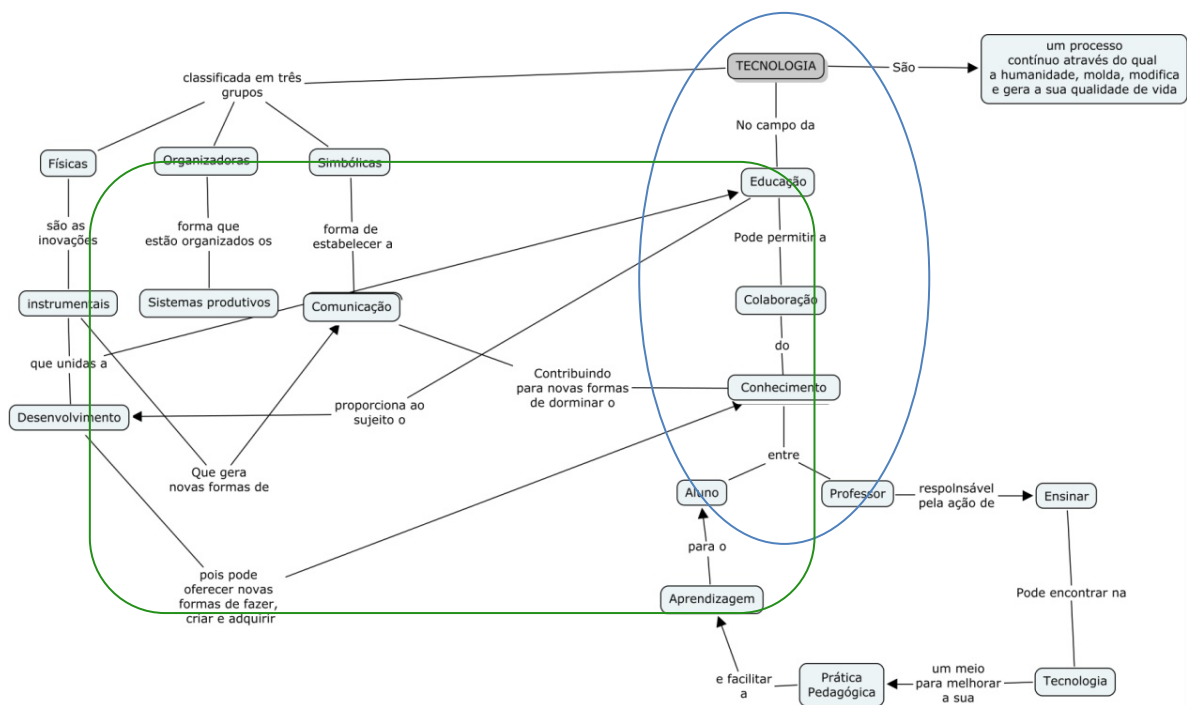 TECNOLOGIA
São
um processo
contínuo através do qual
a humanidade, molda, modifica
e gera a sua qualidade de vida
classificada em três
grupos
No campo da
Físicas
Organizadoras
Simbólicas
Educação
são as
inovações
forma que
estão organizados os
forma de
estabelecer a
Pode permitir a
instrumentais
Sistemas produtivos
Comunicação
Colaboração
do
que unidas a
Contribuindo
para novas formas
de dorminar o
Conhecimento
Desenvolvimento
proporciona ao
sujeito o
entre
Que gera
novas formas de
Aluno
Professor
respolnsável
pela ação de
Ensinar
para o
pois pode
oferecer novas
formas de fazer,
criar e adquirir
Aprendizagem
Pode encontrar na
e facilitar
a
Prática
Pedagógica
um meio
para melhorar
a sua
Tecnologia